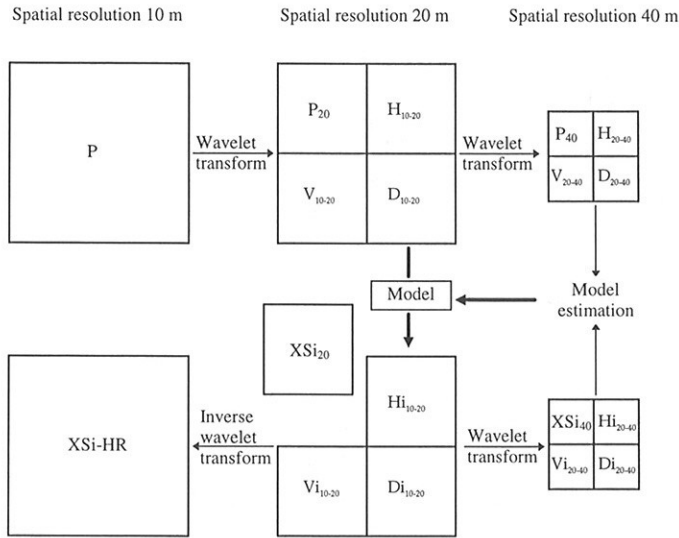 Spatial resolution 10 m
Spatial resolution 20 m
Spatial resolution 40 m
P
Wavelet
transform
P20
H10-20
V10-20
D10-20
Wavelet
transform
P40
H20-40
V20-40
D20-40
Model
Model
estimation
XSi20
XSi-HR
Inverse
wavelet
transform
Hi10-20
Vi10-20
Di10-20
Wavelet
transform
XSi40
Hi20-40
Vi20-40
Di20-40